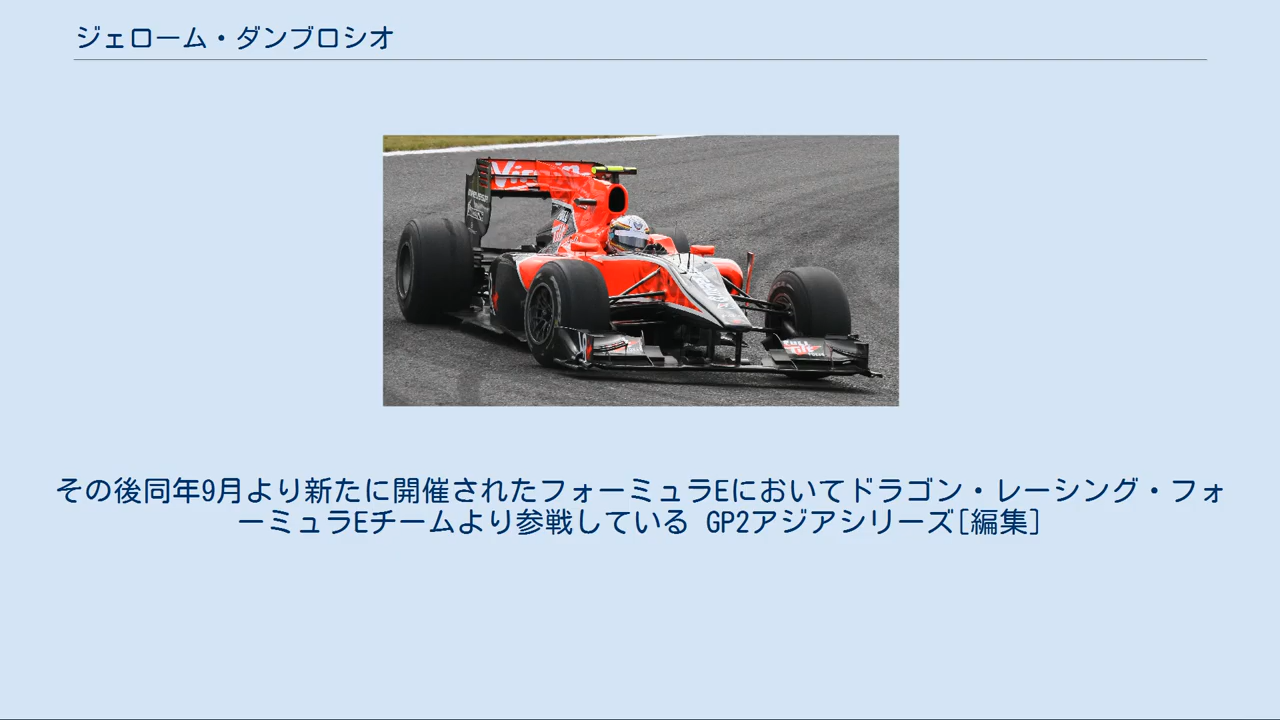 ジェローム・ダンブロシオ
Virgin
その後同年9月より新たに開催されたフォーミュラEにおいてドラゴン・レーシング・フォ
ーミュラEチームより参戦している GP2アジアシリーズ[編集]